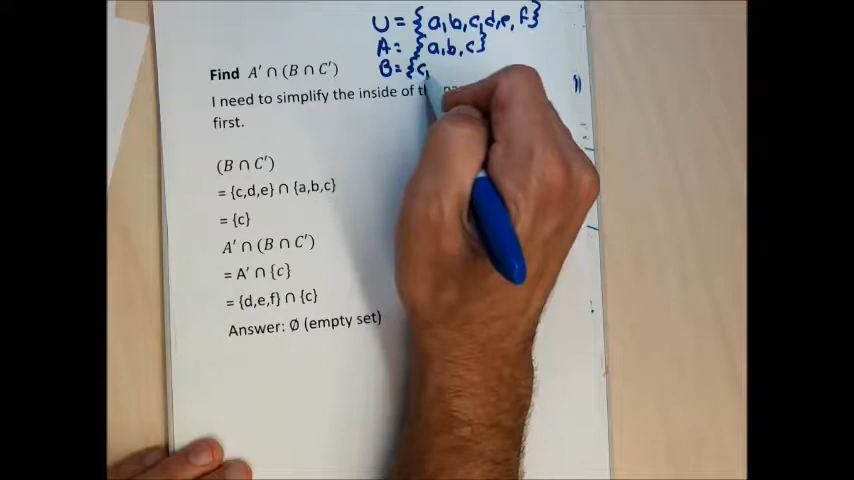 U = {a,b,c,d,e,f}
A = {a,b,c}
Find A′ ∩ (B ∩ C′)
B = {c,
I need to simplify the inside of
first.
(B ∩ C′)
= {c,d,e} ∩ {a,b,c}
= {c}
A′ ∩ (B ∩ C′)
= A′ ∩ {c}
= {d,e,f} ∩ {c}
Answer: Ø (empty set)